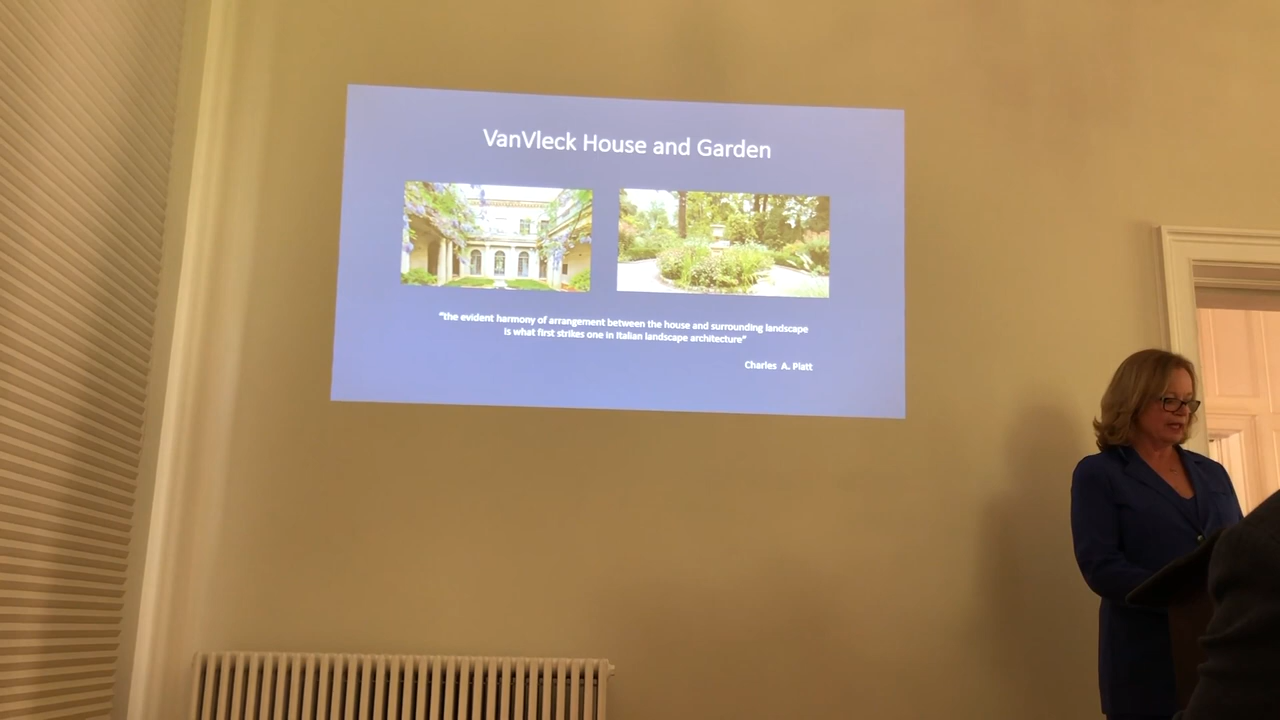 VanVleck House and Garden
“the evident harmony of arrangement between the house and surrounding landscape
is what first strikes one in Italian landscape architecture”
Charles A. Platt